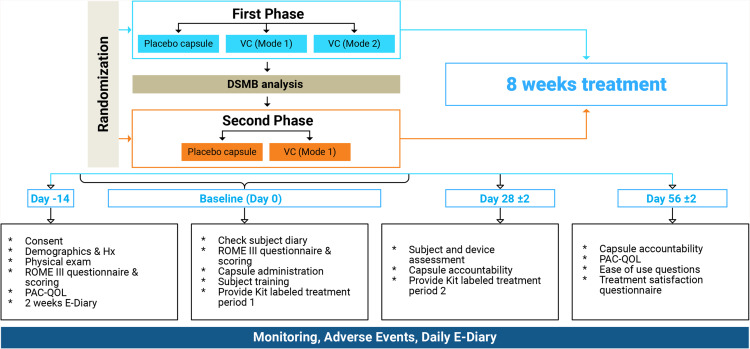 Randomization
First Phase
Placebo capsule
VC (Mode 1)
VC (Mode 2)
DSMB analysis
8 weeks treatment
Second Phase
Placebo capsule
VC (Mode 1)
Day -14
Baseline (Day 0)
Day 28 ±2
Day 56 ±2
* Consent
* Demographics & Hx
* Physical exam
* ROME III questionnaire &
scoring
* PAC-QOL
* 2 weeks E-Diary
* Check subject diary
* ROME III questionnaire &
scoring
* Capsule administration
* Subject training
* Provide Kit labeled treatment
period 1
* Subject and device
assessment
* Capsule accountability
* Provide Kit labeled treatment
period 2
* Capsule accountability
* PAC-QOL
* Ease of use questions
* Treatment satisfaction
questionnaire
Monitoring, Adverse Events, Daily E-Diary